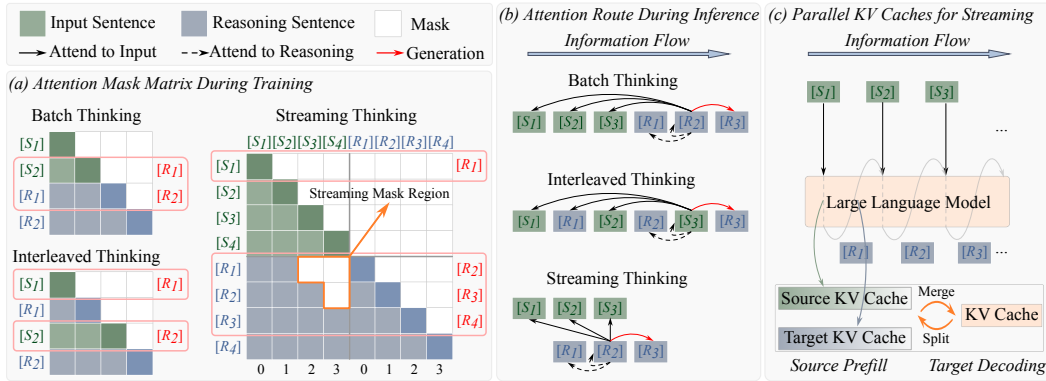 Input Sentence Reasoning Sentence Mask
Attend to Input Attend to Reasoning Generation
(a) Attention Mask Matrix During Training
Batch Thinking
[S1]
[S2] [R1]
[R1] [R2]
[R2]
Interleaved Thinking
[S1] [R1]
[R1]
[S2] [R2]
[R2]
Streaming Thinking
[S1] [S2] [S3] [S4] [R1] [R2] [R3] [R4]
[S1] [R1]
[S2]
Streaming Mask Region
[S3]
[S4]
[R1] [R2]
[R2] [R3]
[R3] [R4]
[R4]
0 1 2 3 0 1 2 3
(b) Attention Route During Inference
Information Flow
Batch Thinking
[S1] [S2] [S3] [R1] [R2] [R3]
Interleaved Thinking
[S1] [R1] [S2] [R2] [S3] [R3]
Streaming Thinking
[S1] [S2] [S3]
[R1] [R2] [R3]
(c) Parallel KV Caches for Streaming
Information Flow
[S1] [S2] [S3]
...
Large Language Model
[R1] [R2] [R3] ...
Source KV Cache Merge
KV Cache
Target KV Cache Split
Source Prefill Target Decoding